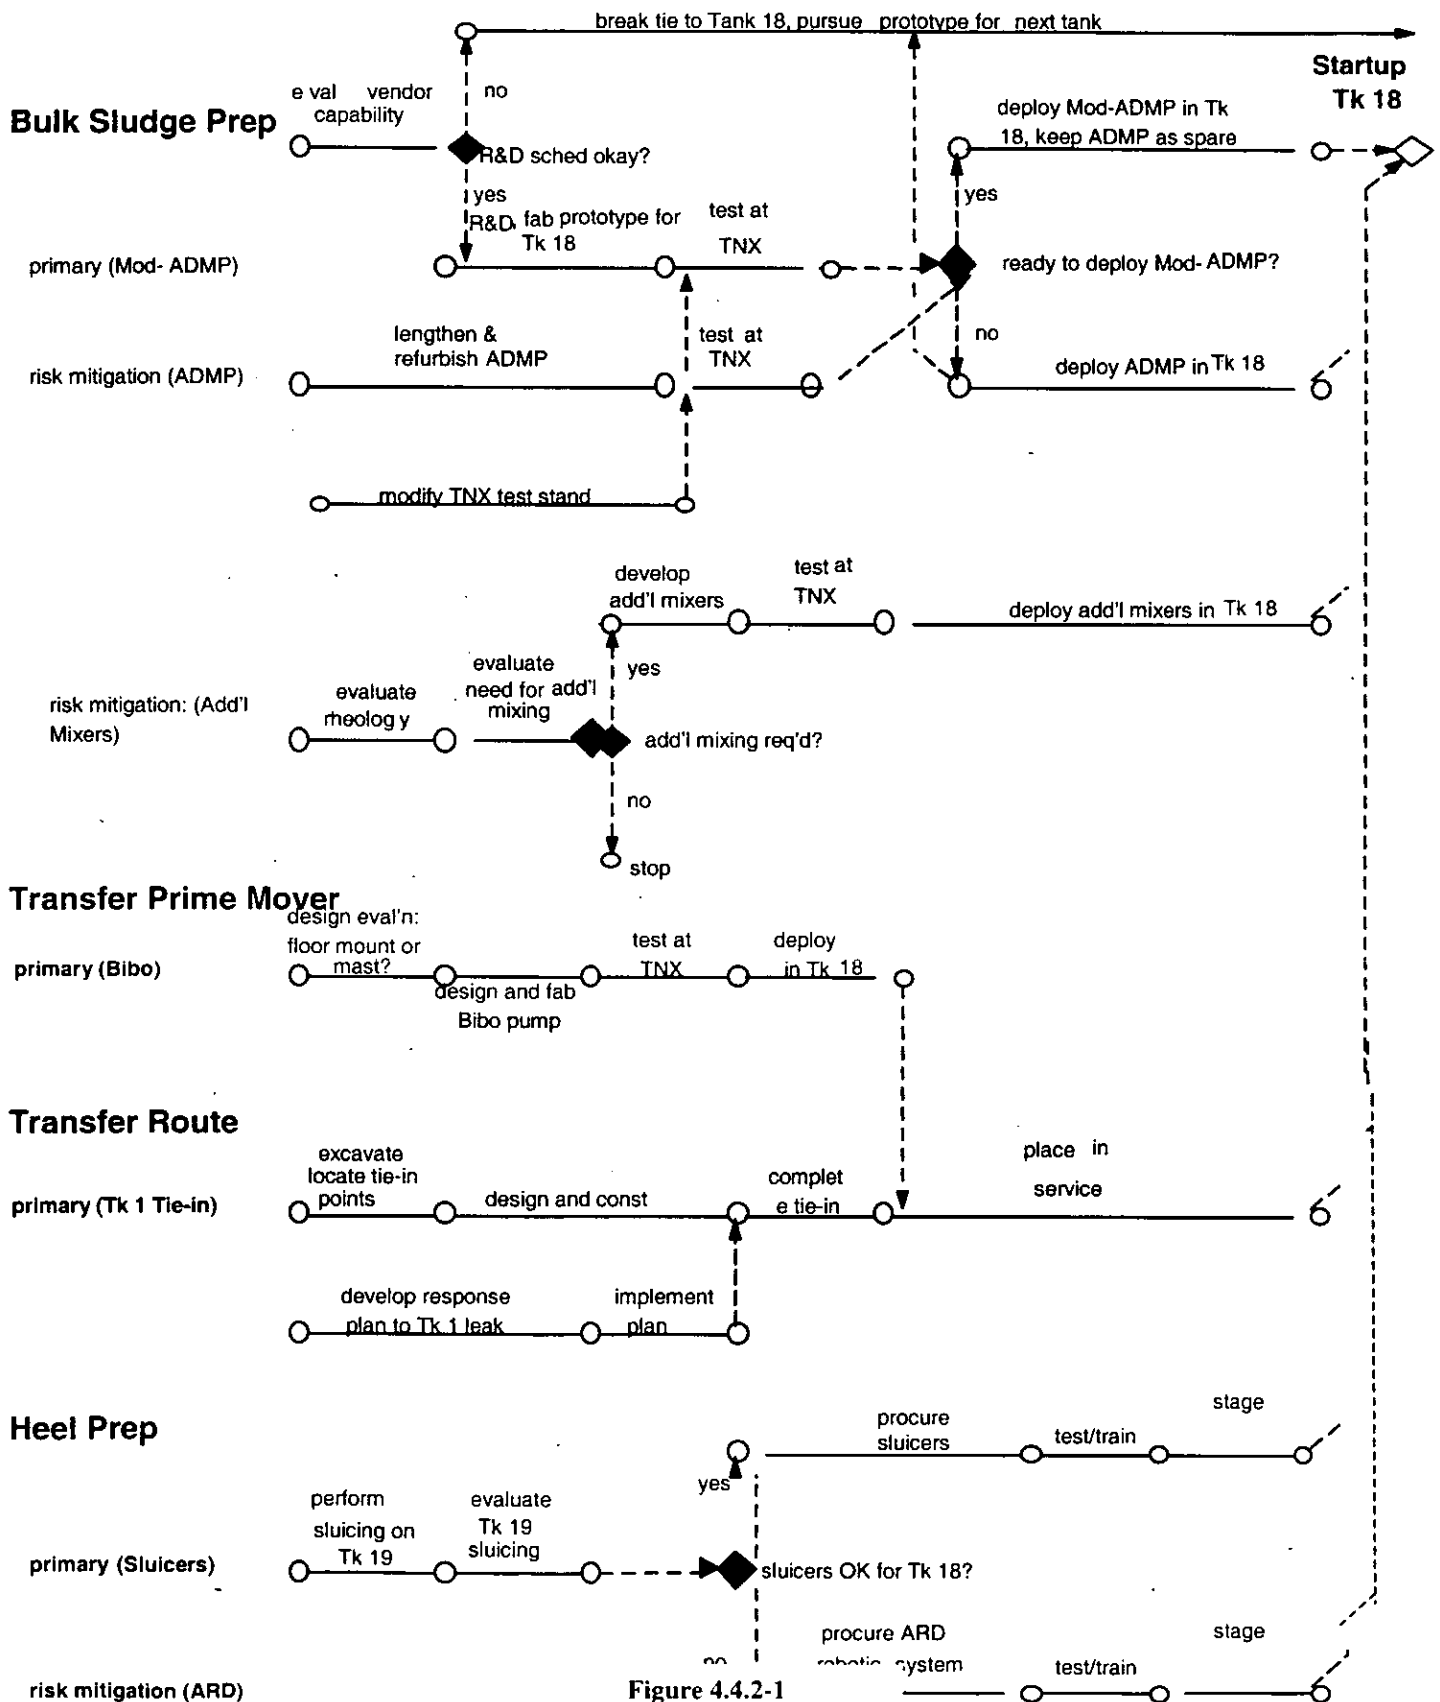 break tie to Tank 18, pursue prototype for next tank
Startup
Tk 18
e val vendor
capability
no
Bulk Sludge Prep
deploy Mod-ADMP in Tk
18, keep ADMP as spare
R&D sched okay?
yes
yes
R&D, fab prototype for
Tk 18
test at
TNX
primary (Mod- ADMP)
ready to deploy Mod-ADMP?
lengthen &
refurbish ADMP
test at
TNX
no
risk mitigation (ADMP)
deploy ADMP in Tk 18
modify TNX test stand
develop
add'l mixers
test at
TNX
deploy add'l mixers in Tk 18
evaluate
need for add'l
mixing
yes
evaluate
rheolog y
risk mitigation: (Add'l
Mixers)
add'l mixing req'd?
no
stop
Transfer Prime Mover
design eval'n:
floor mount or
mast?
test at
TNX
deploy
in Tk 18
primary (Bibo)
design and fab
Bibo pump
Transfer Route
excavate
locate tie-in
points
design and const
complet
e tie-in
place in
service
primary (Tk 1 Tie-in)
develop response
plan to Tk 1 leak
implement
plan
Heel Prep
procure
sluicers
test/train
stage
yes
perform
sluicing on
Tk 19
evaluate
Tk 19
sluicing
primary (Sluicers)
sluicers OK for Tk 18?
procure ARD
robotic system
test/train
stage
no
risk mitigation (ARD)
Figure 4.4.2-1